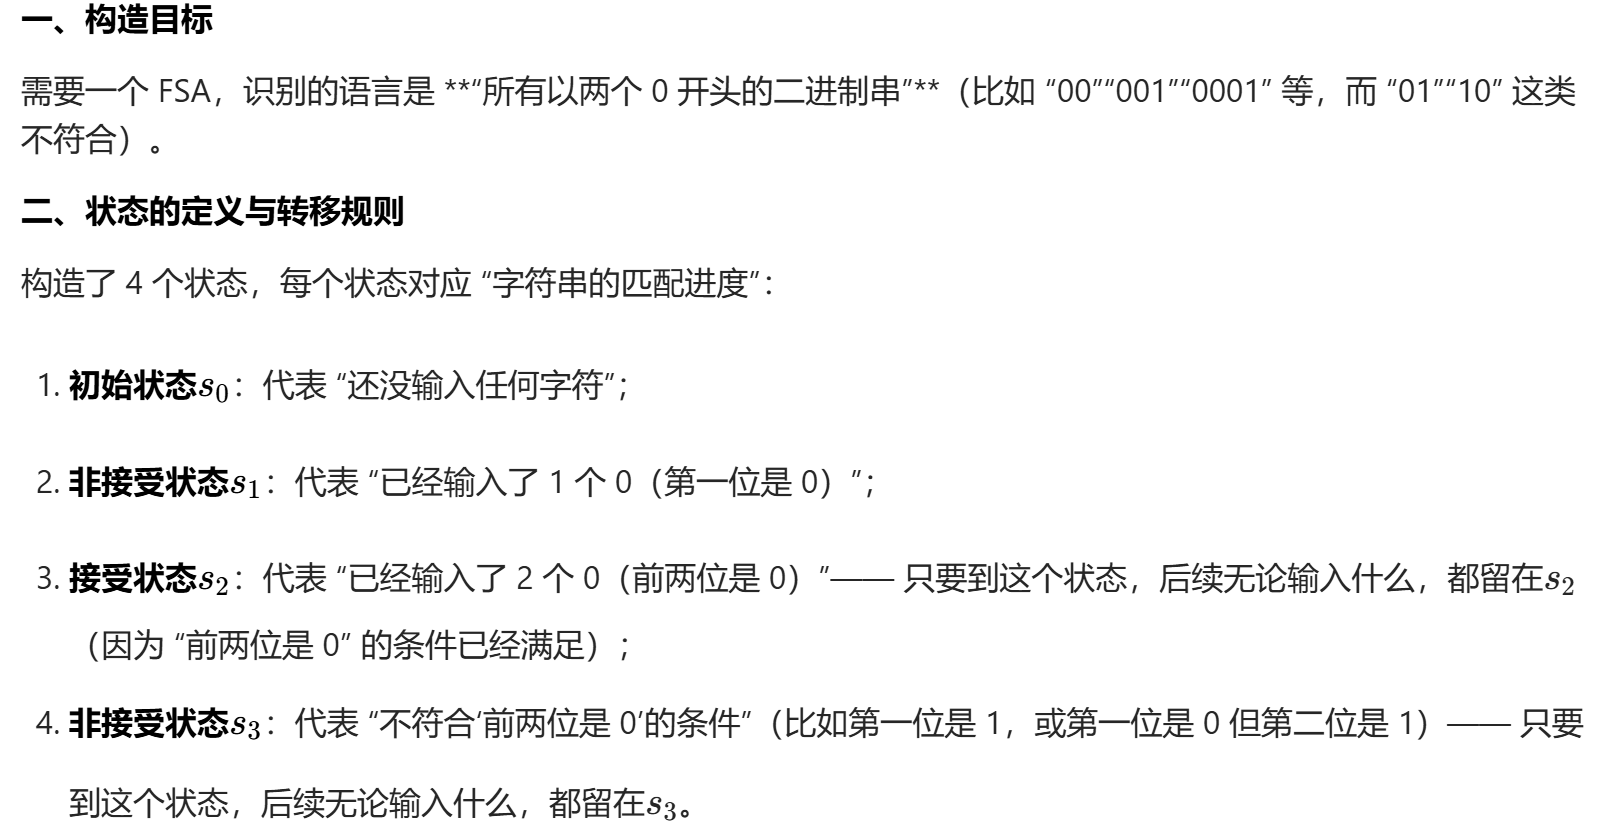 一、构造目标
需要一个 FSA，识别的语言是 **“所有以两个 0 开头的二进制串”**（比如 “00”“001”“0001” 等，而 “01”“10” 这类
不符合）。
二、状态的定义与转移规则
构造了 4 个状态，每个状态对应 “字符串的匹配进度”：
1. 初始状态s₀：代表 “还没输入任何字符”；
2. 非接受状态s₁：代表 “已经输入了 1 个 0（第一位是 0）”；
3. 接受状态s₂：代表 “已经输入了 2 个 0（前两位是 0）”—— 只要到这个状态，后续无论输入什么，都留在s₂
（因为 “前两位是 0” 的条件已经满足）；
4. 非接受状态s₃：代表 “不符合‘前两位是 0’的条件”（比如第一位是 1，或第一位是 0 但第二位是 1）—— 只要
到这个状态，后续无论输入什么，都留在s₃。